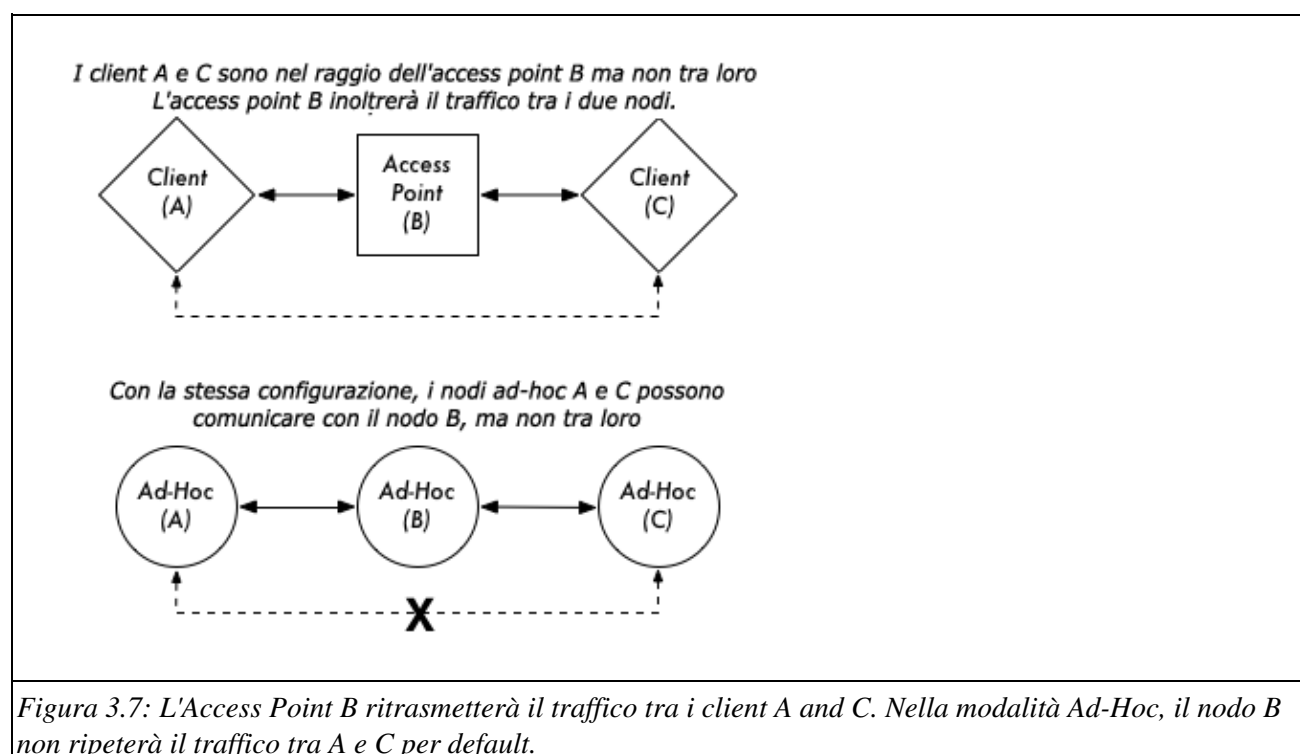 I client A e C sono nel raggio dell'access point B ma non tra loro
L'access point B inoltrerà il traffico tra i due nodi.
Client
(A)
Access
Point
(B)
Client
(C)
Con la stessa configurazione, i nodi ad-hoc A e C possono
comunicare con il nodo B, ma non tra loro
Ad-Hoc
(A)
Ad-Hoc
(B)
Ad-Hoc
(C)
X
Figura 3.7: L'Access Point B ritrasmetterà il traffico tra i client A and C. Nella modalità Ad-Hoc, il nodo B
non ripeterà il traffico tra A e C per default.